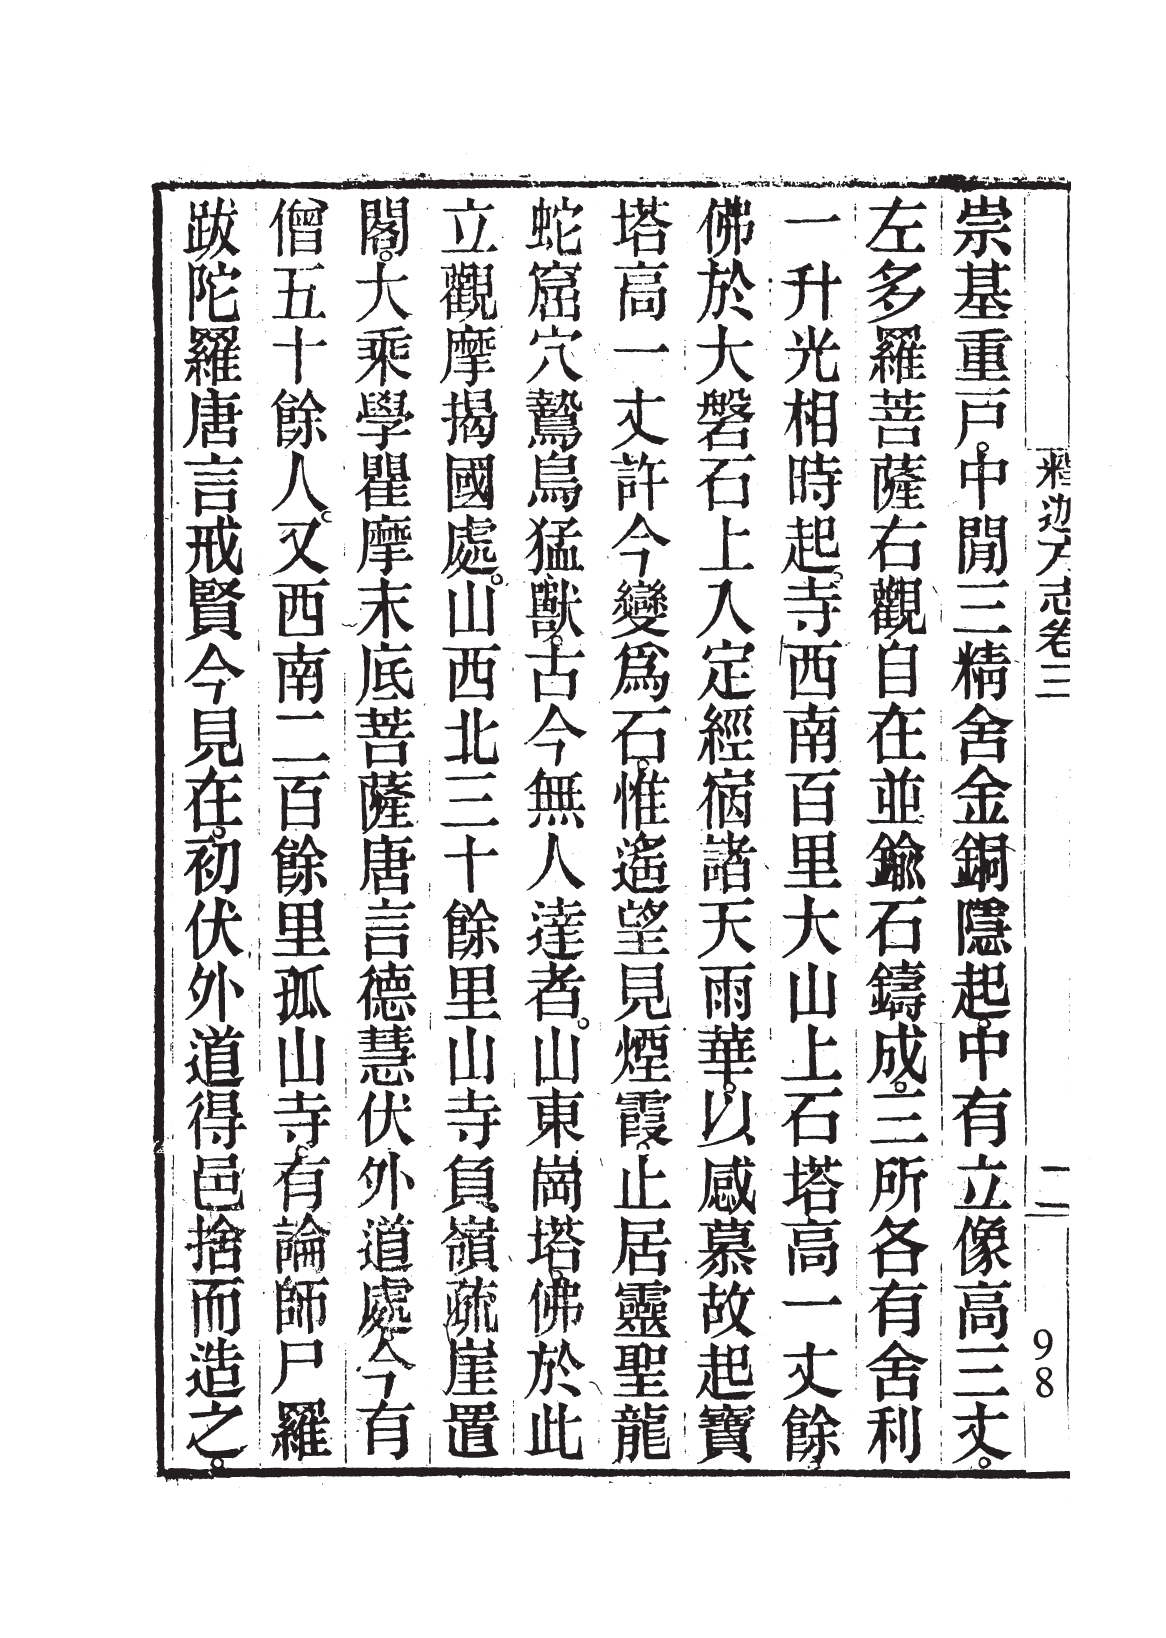 釋迦方志卷三
二
98
崇基重戸。中閒三精舍金銅隱起。中有立像高三丈。
左多羅菩薩右觀自在並鍮石鑄成。三所各有舍利
一升光相時起。寺西南百里大山上石塔高一丈餘。
佛於大磐石上入定經宿諸天雨華。以感慕故起寶
塔高一丈許今變爲石。惟遙望見煙霞。止居靈聖龍
蛇窟穴鷙鳥猛獸。古今無人達者。山東崗塔。佛於此
立觀摩揭國處。山西北三十餘里山寺負嶺疏崖置
閣。大乘學瞿摩末底菩薩唐言德慧伏外道處。今有
僧五十餘人。又西南二百餘里孤山寺。有論師尸羅
跋陀羅唐言戒賢今見在。初伏外道得邑捨而造之。